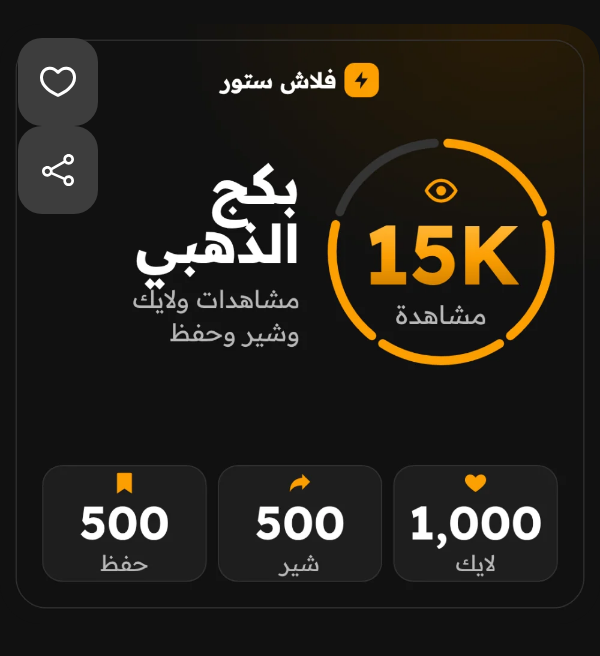 فلاش ستور
15K
مشاهدة
بكج
الذهبي
مشاهدات ولايك
وشير وحفظ
1,000
لايك
500
شير
500
حفظ